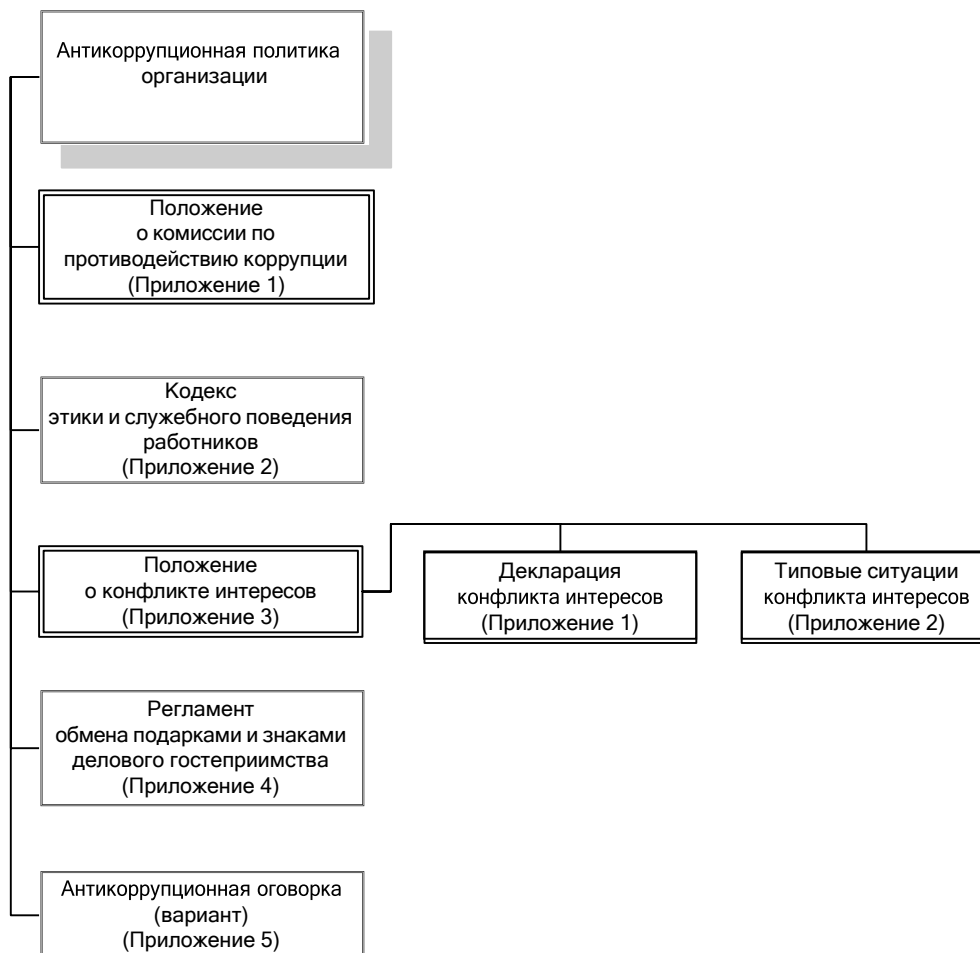 Антикоррупционная политика
организации
Положение
о комиссии по
противодействию коррупции
(Приложение 1)
Кодекс
этики и служебного поведения
работников
(Приложение 2)
Положение
о конфликте интересов
(Приложение 3)
Декларация
конфликта интересов
(Приложение 1)
Типовые ситуации
конфликта интересов
(Приложение 2)
Регламент
обмена подарками и знаками
делового гостеприимства
(Приложение 4)
Антикоррупционная оговорка
(вариант)
(Приложение 5)